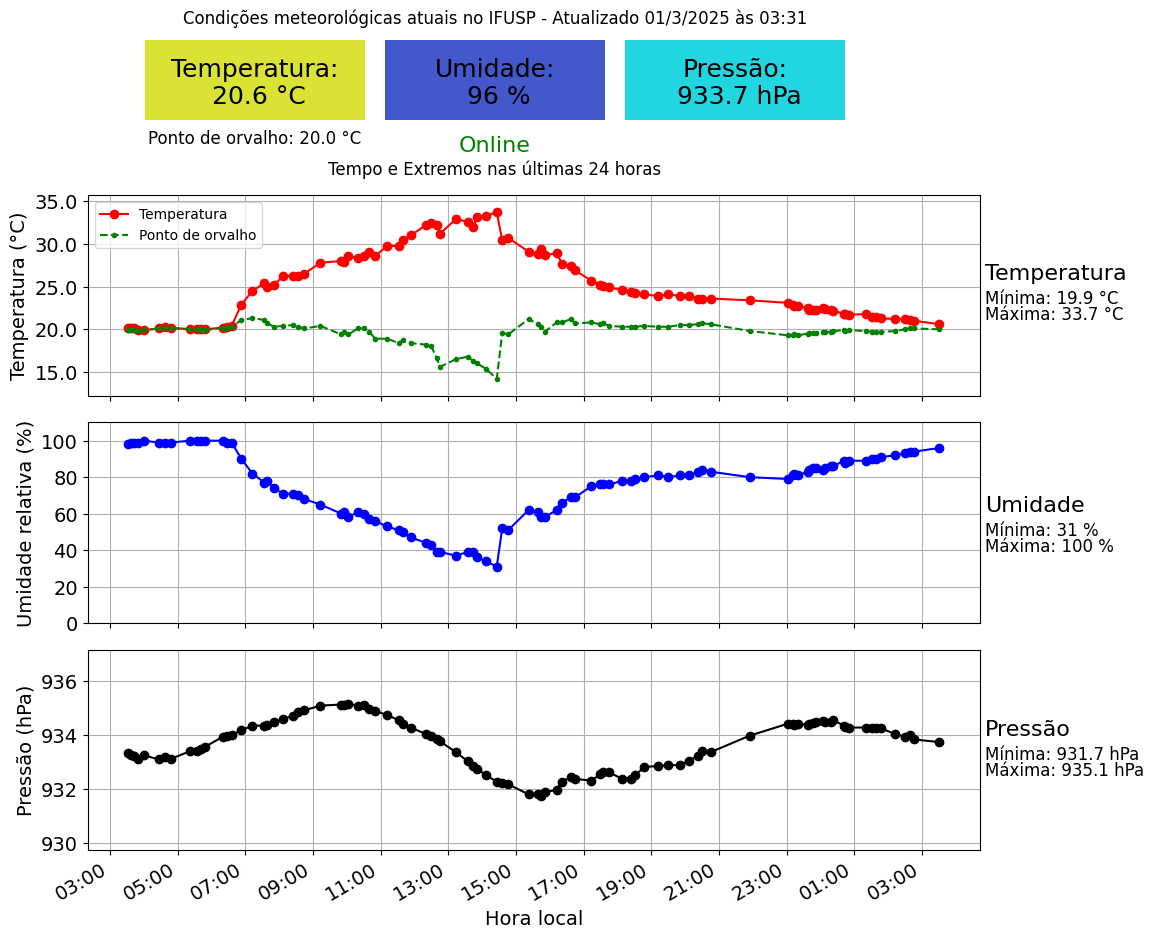 Condições meteorológicas atuais no IFUSP - Atualizado 01/3/2025 às 03:31
Temperatura:
20.6 °C
Umidade:
96 %
Pressão:
933.7 hPa
Ponto de orvalho: 20.0 °C
Online
Tempo e Extremos nas últimas 24 horas
Temperatura (°C)
35.0
30.0
25.0
20.0
15.0
Temperatura
Ponto de orvalho
Temperatura
Mínima: 19.9 °C
Máxima: 33.7 °C
Umidade relativa (%)
100
80
60
40
20
0
Umidade
Mínima: 31 %
Máxima: 100 %
Pressão (hPa)
936
934
932
930
Pressão
Mínima: 931.7 hPa
Máxima: 935.1 hPa
03:00 05:00 07:00 09:00 11:00 13:00 15:00 17:00 19:00 21:00 23:00 01:00 03:00
Hora local